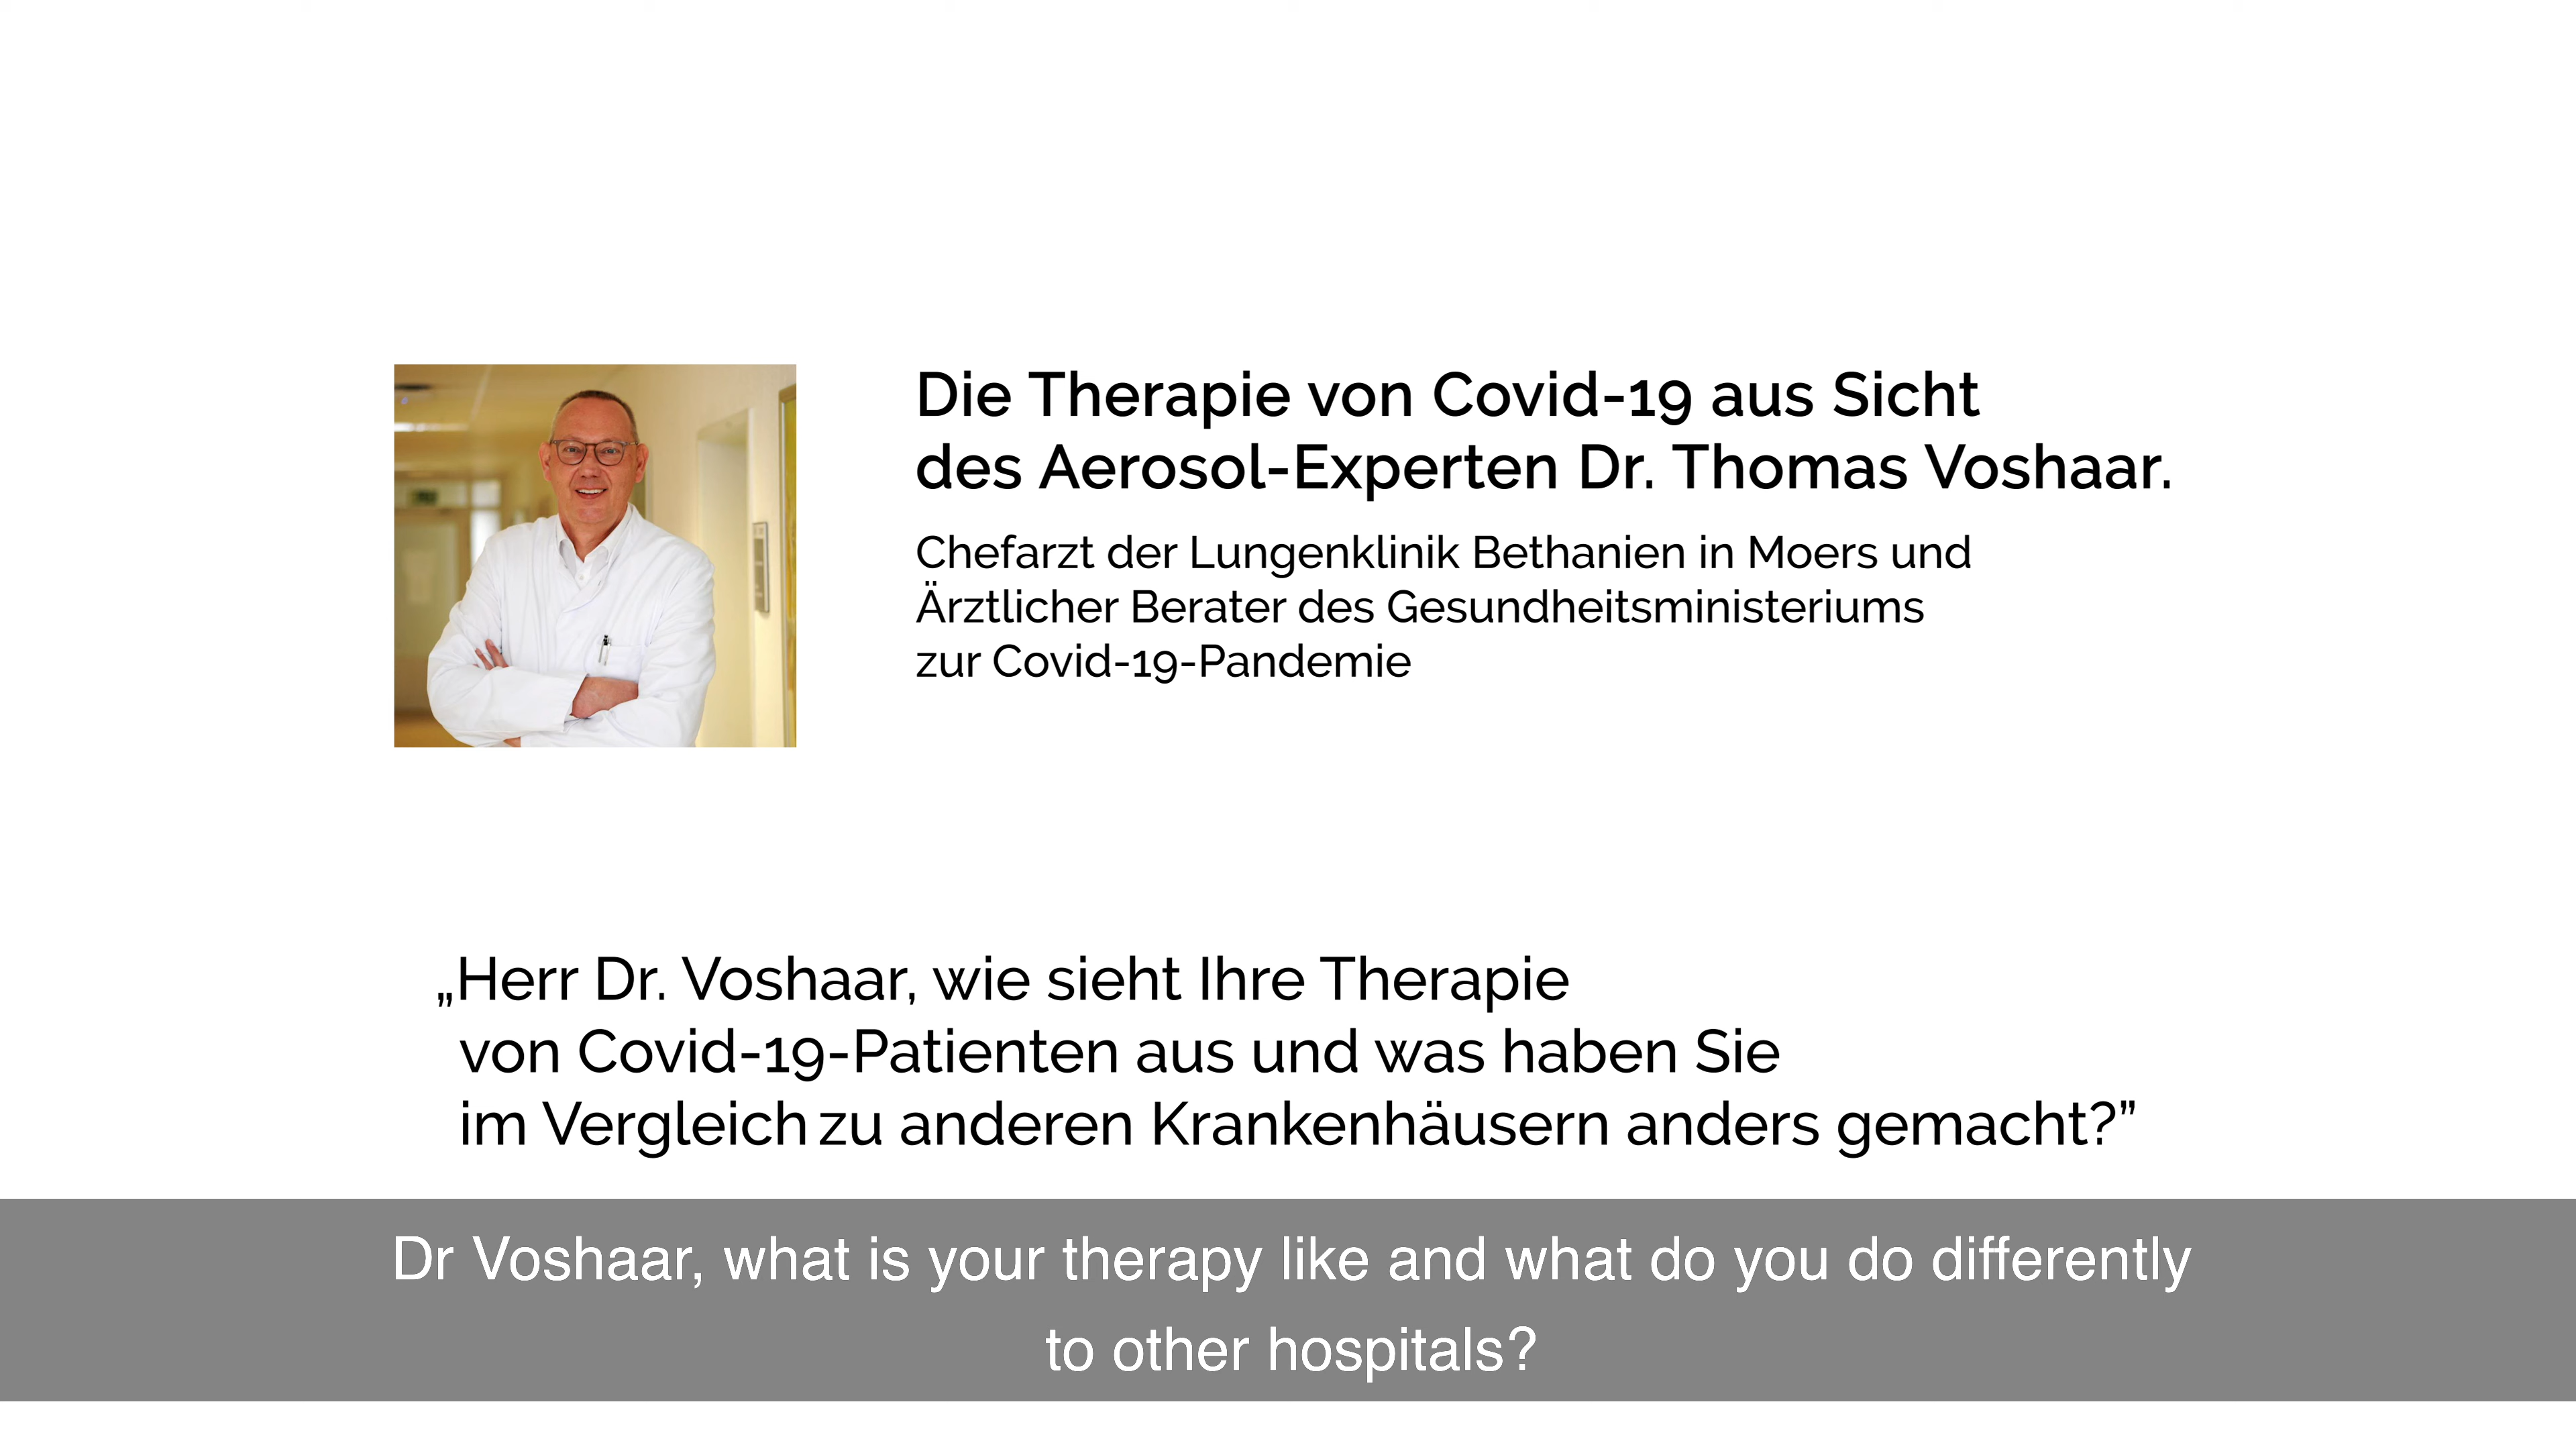 Die Therapie von Covid-19 aus Sicht
des Aerosol-Experten Dr. Thomas Voshaar.
Chefarzt der Lungenklinik Bethanien in Moers und
Ärztlicher Berater des Gesundheitsministeriums
zur Covid-19-Pandemie
„Herr Dr. Voshaar, wie sieht Ihre Therapie
von Covid-19-Patienten aus und was haben Sie
im Vergleich zu anderen Krankenhäusern anders gemacht?”
Dr Voshaar, what is your therapy like and what do you do differently
to other hospitals?